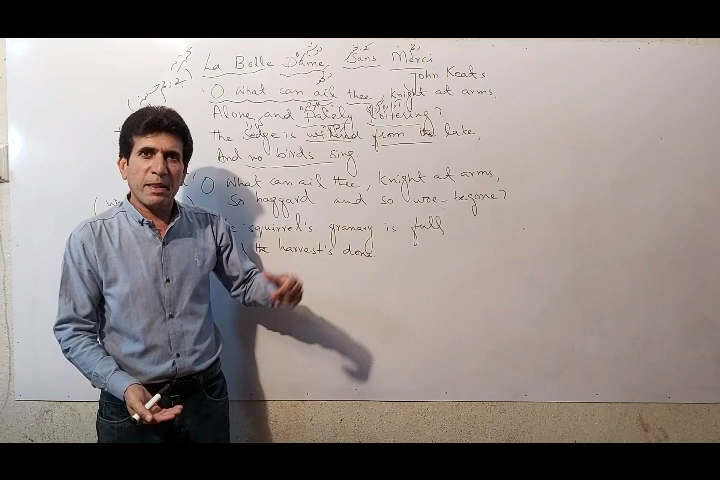 La Belle Dame Sans Merci
John Keats
'O What can ail thee, knight at arms,
Alone and Palely loitering?
the sedge is withered from the late,
And no birds sing
'O What can ail thee, Knight at arms,
So haggard and so woe-begone?
squirrel's granary is full
the harvest's done.